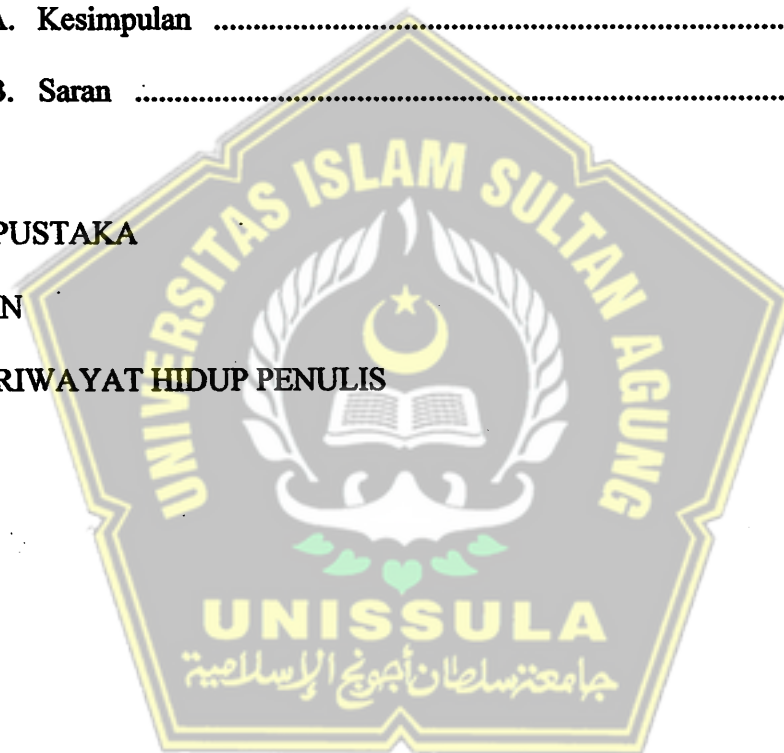 A. Kesimpulan ........................................................................
B. Saran ........................................................................
PUSTAKA
N
RIWAYAT HIDUP PENULIS
UNIVERSITAS ISLAM SULTAN AGUNG
UNISSULA
جامعة سلطان أجونج الإسلامية